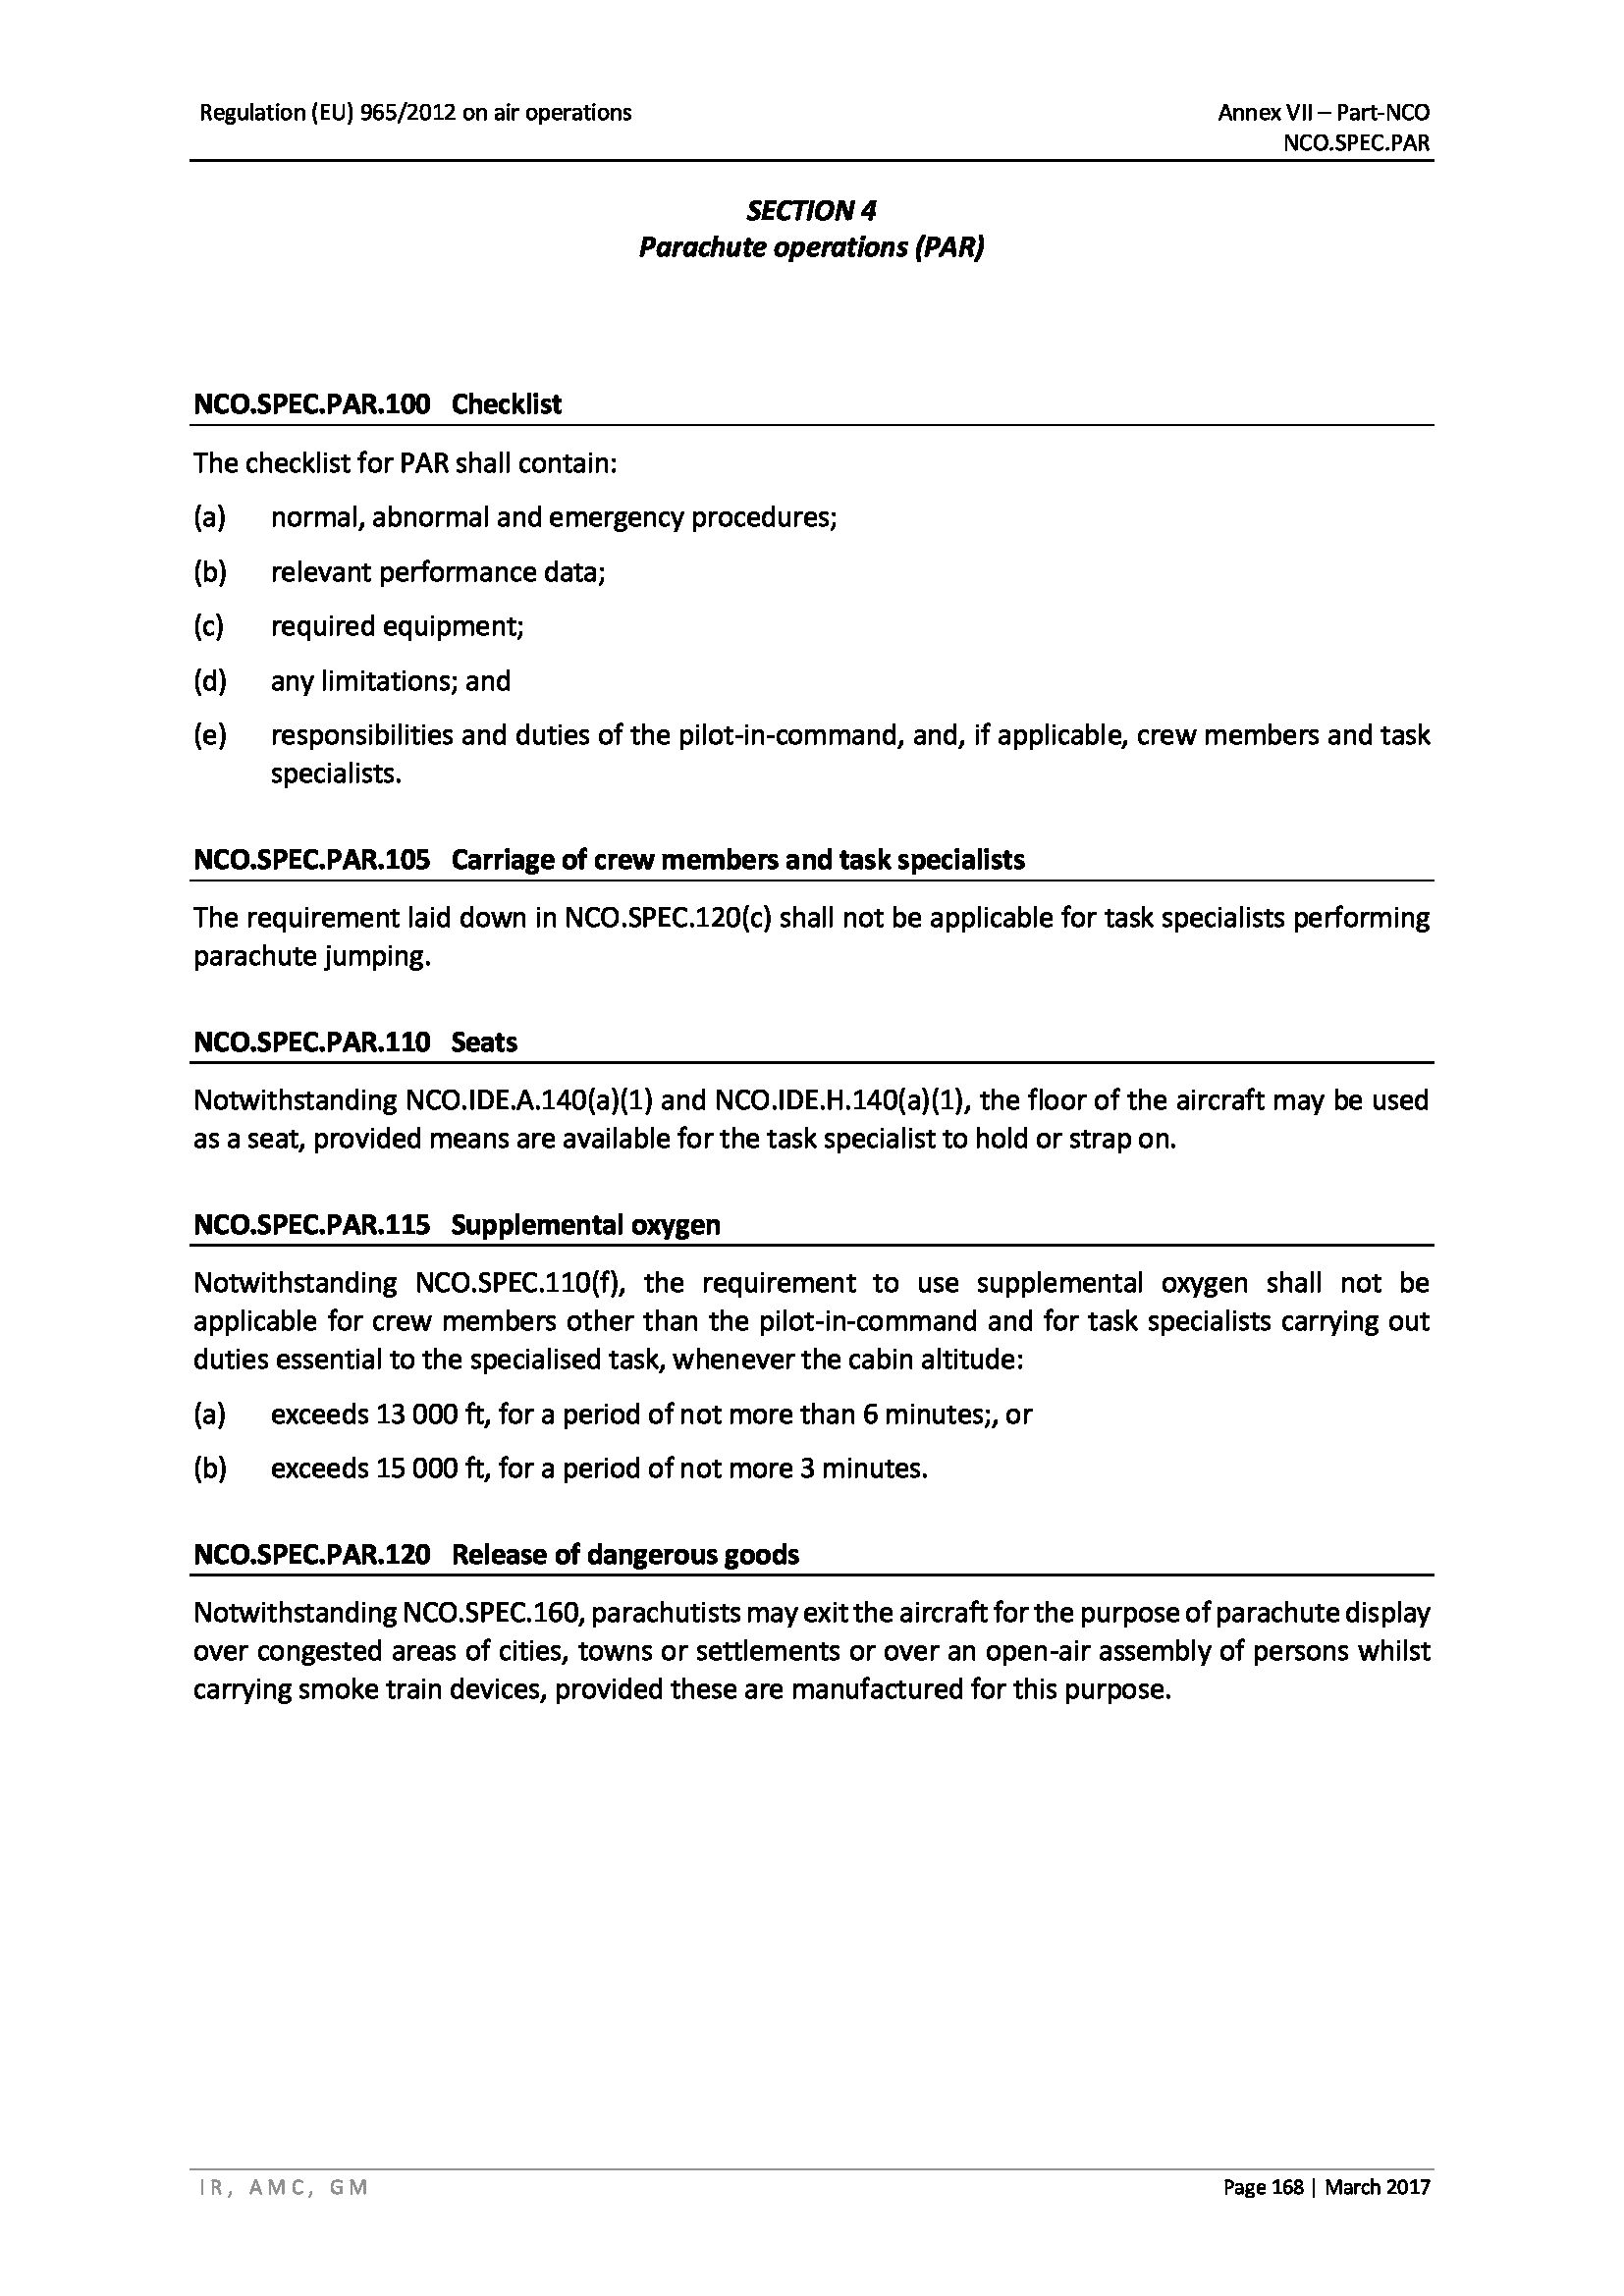 Regulation (EU) 965/2012 on air operations
Annex VII – Part-NCO
NCO.SPEC.PAR
SECTION 4
Parachute operations (PAR)
NCO.SPEC.PAR.100 Checklist
The checklist for PAR shall contain:
(a) normal, abnormal and emergency procedures;
(b) relevant performance data;
(c) required equipment;
(d) any limitations; and
(e) responsibilities and duties of the pilot-in-command, and, if applicable, crew members and task
specialists.
NCO.SPEC.PAR.105 Carriage of crew members and task specialists
The requirement laid down in NCO.SPEC.120(c) shall not be applicable for task specialists performing
parachute jumping.
NCO.SPEC.PAR.110 Seats
Notwithstanding NCO.IDE.A.140(a)(1) and NCO.IDE.H.140(a)(1), the floor of the aircraft may be used
as a seat, provided means are available for the task specialist to hold or strap on.
NCO.SPEC.PAR.115 Supplemental oxygen
Notwithstanding NCO.SPEC.110(f), the requirement to use supplemental oxygen shall not be
applicable for crew members other than the pilot-in-command and for task specialists carrying out
duties essential to the specialised task, whenever the cabin altitude:
(a) exceeds 13 000 ft, for a period of not more than 6 minutes;, or
(b) exceeds 15 000 ft, for a period of not more 3 minutes.
NCO.SPEC.PAR.120 Release of dangerous goods
Notwithstanding NCO.SPEC.160, parachutists may exit the aircraft for the purpose of parachute display
over congested areas of cities, towns or settlements or over an open-air assembly of persons whilst
carrying smoke train devices, provided these are manufactured for this purpose.
IR, AMC, GM
Page 168 | March 2017